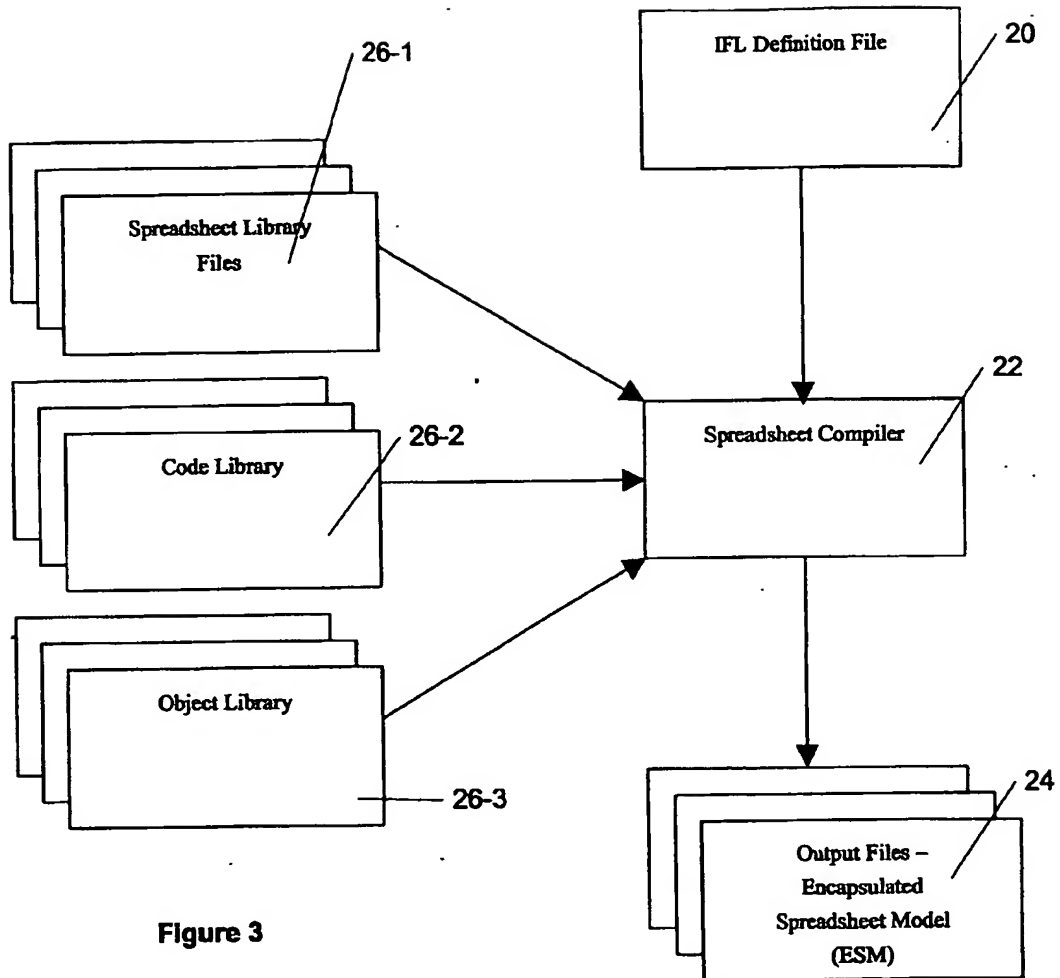 26-1
IFL Definition File
20
Spreadsheet Library
Files
22
Spreadsheet Compiler
26-2
Code Library
Object Library
26-3
24
Output Files –
Encapsulated
Spreadsheet Model
(ESM)
Figure 3